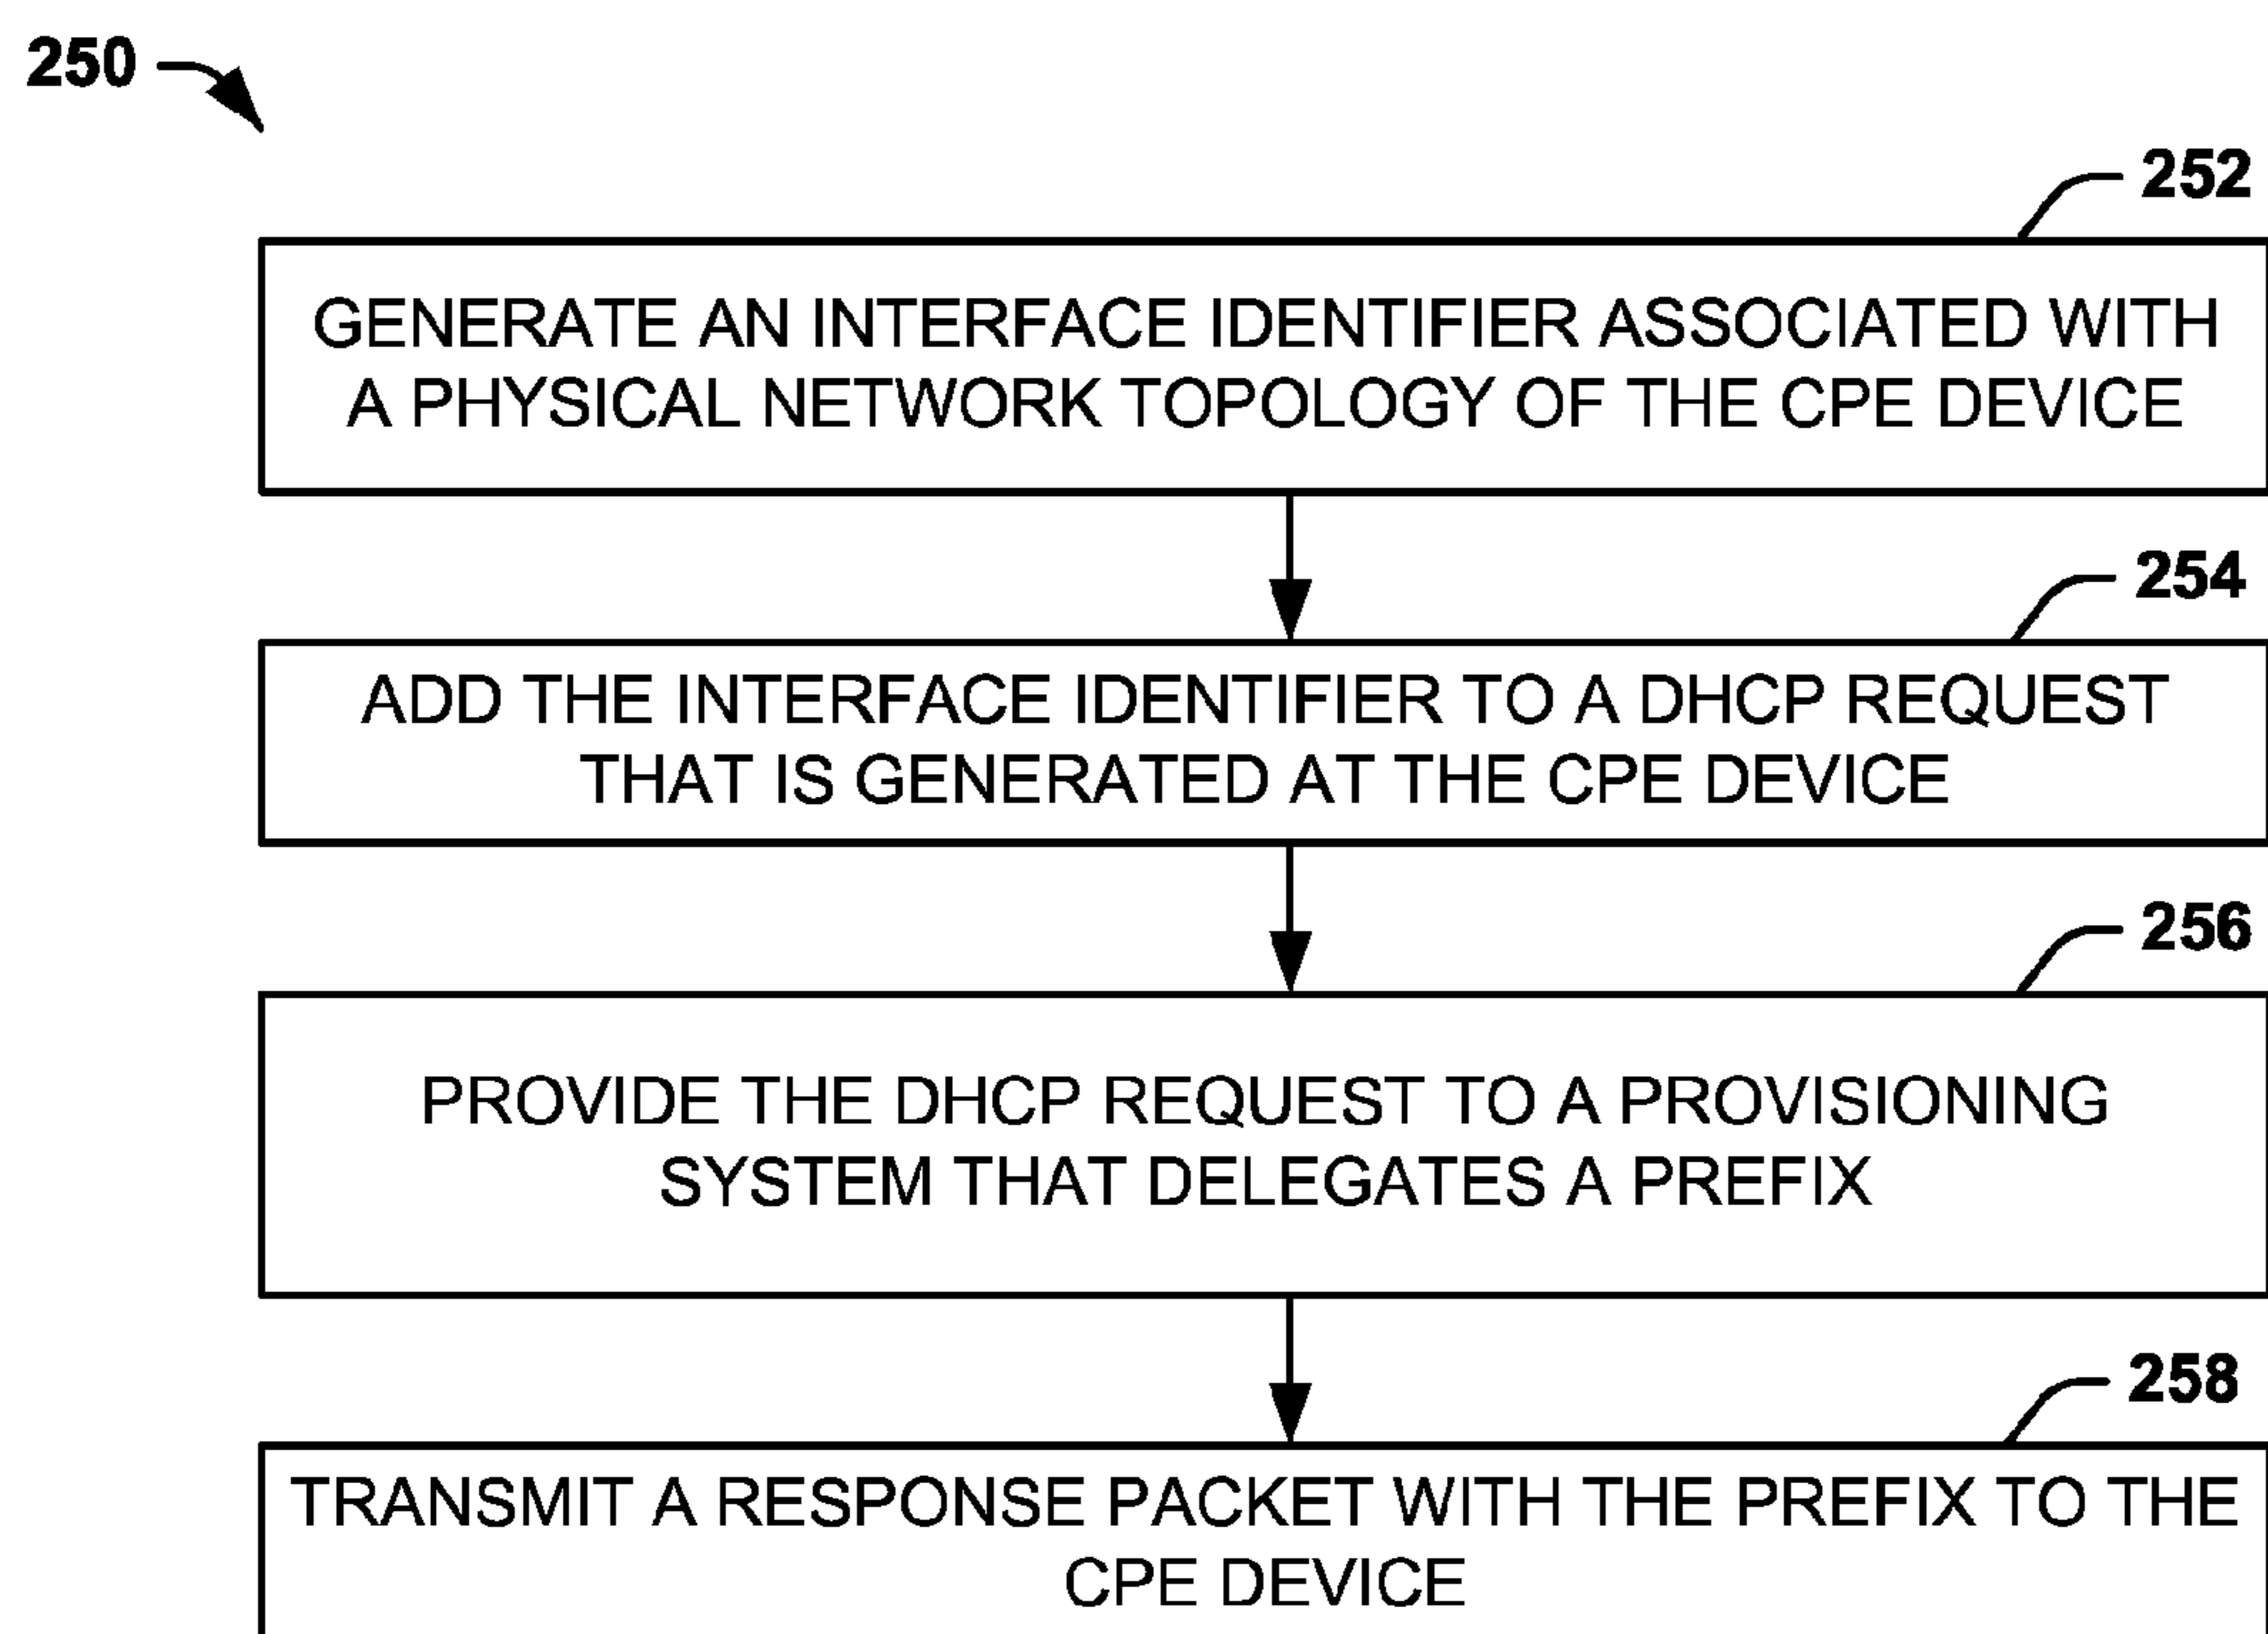 250
252
GENERATE AN INTERFACE IDENTIFIER ASSOCIATED WITH
A PHYSICAL NETWORK TOPOLOGY OF THE CPE DEVICE
254
ADD THE INTERFACE IDENTIFIER TO A DHCP REQUEST
THAT IS GENERATED AT THE CPE DEVICE
256
PROVIDE THE DHCP REQUEST TO A PROVISIONING
SYSTEM THAT DELEGATES A PREFIX
258
TRANSMIT A RESPONSE PACKET WITH THE PREFIX TO THE
CPE DEVICE